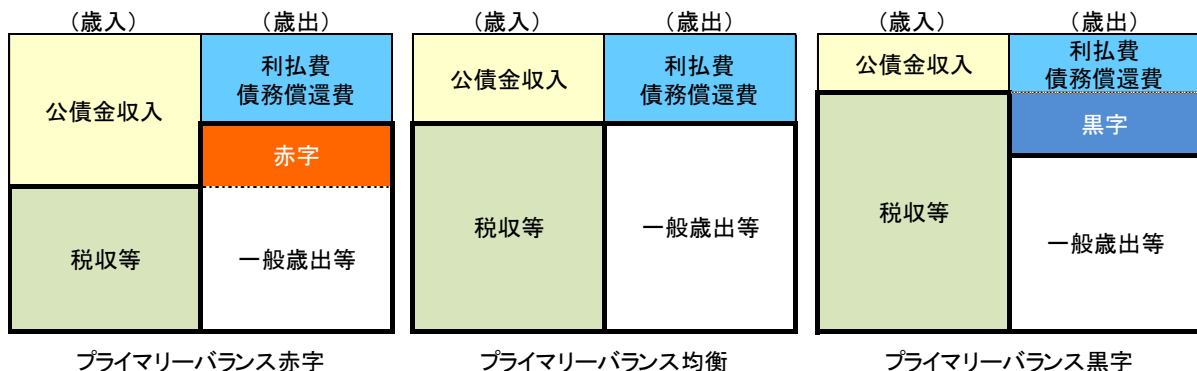 （歳入）
（歳出）
公債金収入
利払費
債務償還費
赤字
税収等
一般歳出等
プライマリーバランス赤字
（歳入）
（歳出）
公債金収入
利払費
債務償還費
税収等
一般歳出等
プライマリーバランス均衡
（歳入）
（歳出）
公債金収入
利払費
債務償還費
黒字
税収等
一般歳出等
プライマリーバランス黒字